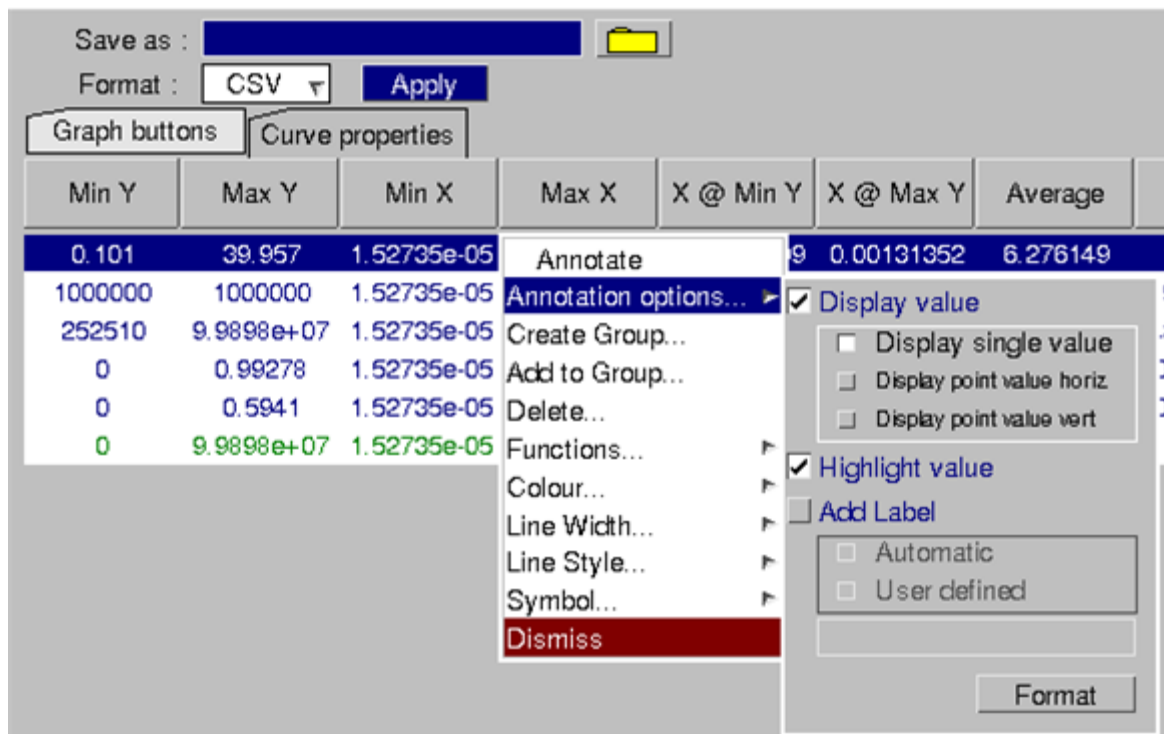 Save as :
Format : CSV Apply
Graph buttons Curve properties
Min Y Max Y Min X Max X X @ Min Y X @ Max Y Average
0.101 39.957 1.52735e-05 9 0.00131352 6.276149
1000000 1000000 1.52735e-05
252510 9.9898e+07 1.52735e-05
0 0.99278 1.52735e-05
0 0.5941 1.52735e-05
0 9.9898e+07 1.52735e-05
Annotate
Annotation options...
Create Group...
Add to Group...
Delete...
Functions...
Colour...
Line Width...
Line Style...
Symbol...
Dismiss
Display value
Display single value
Display point value horiz
Display point value vert
Highlight value
Add Label
Automatic
User defined
Format